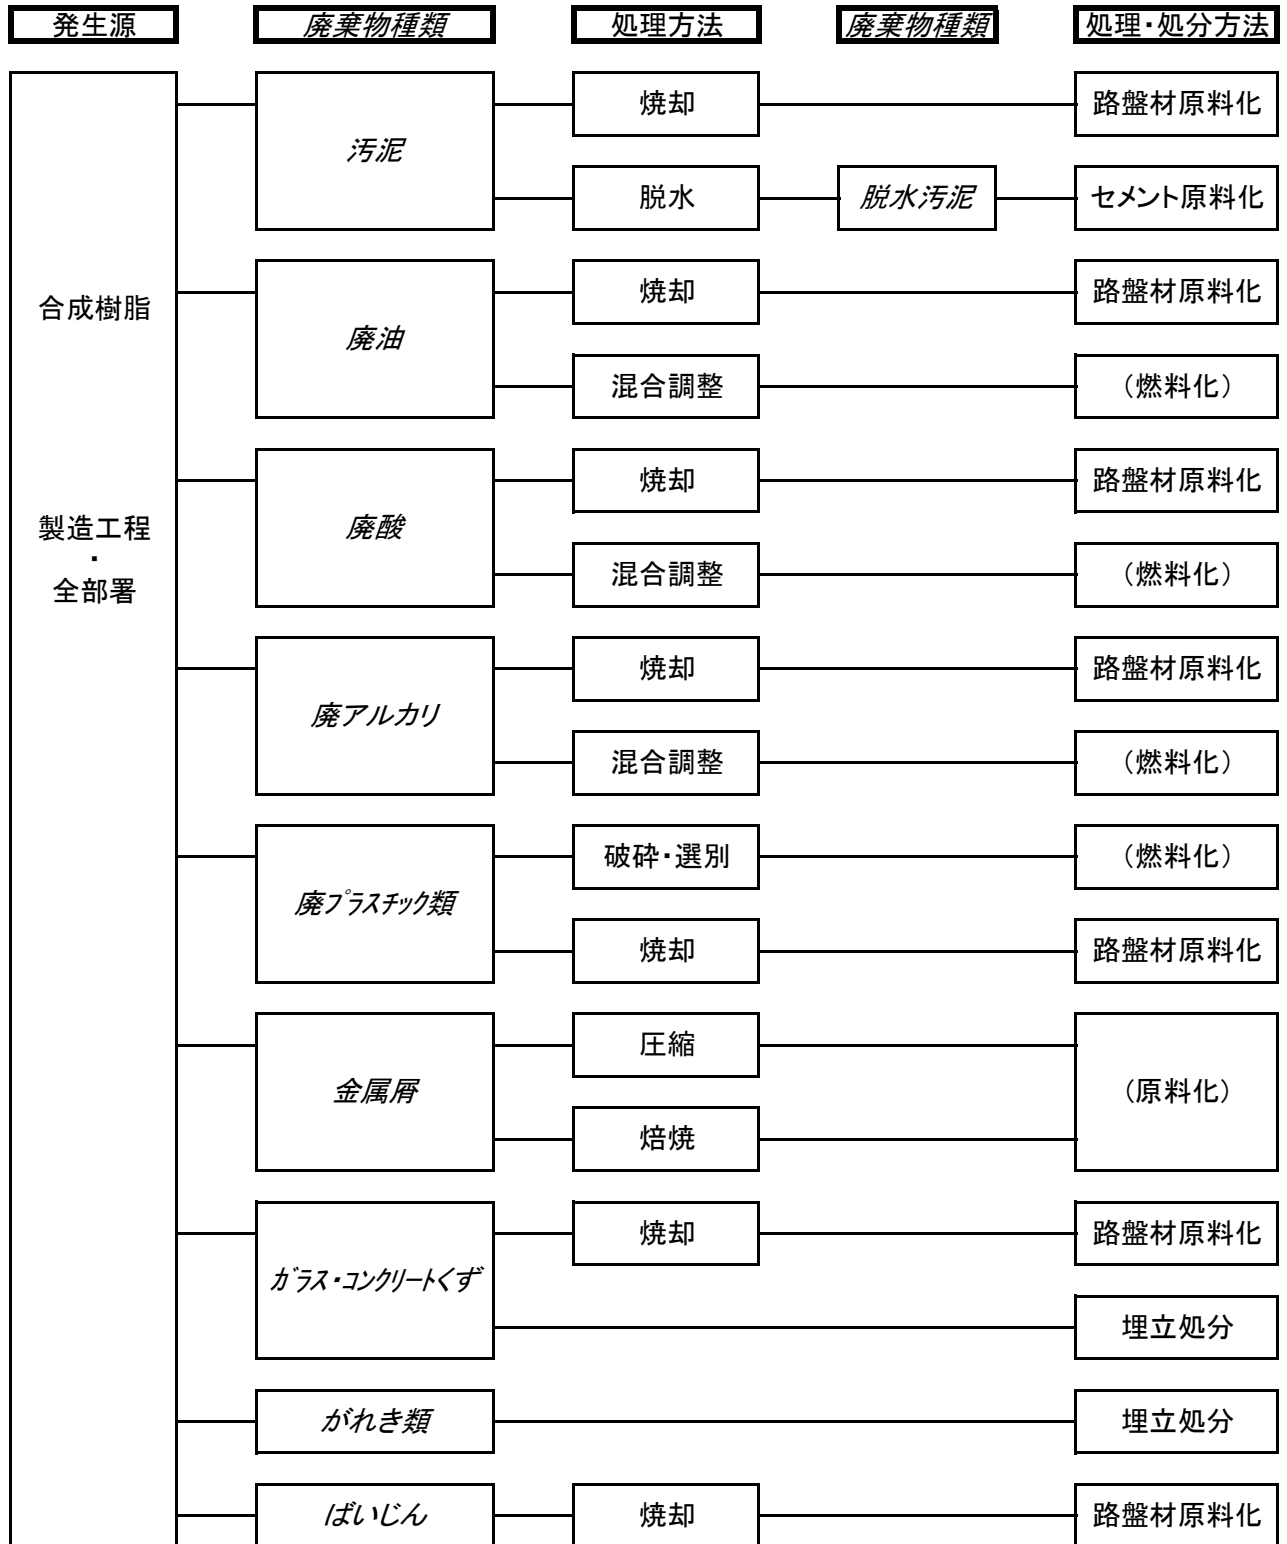 発生源
廃棄物種類
処理方法
廃棄物種類
処理・処分方法
合成樹脂
製造工程
・
全部署
汚泥
焼却
路盤材原料化
脱水
脱水汚泥
セメント原料化
廃油
焼却
路盤材原料化
混合調整
（燃料化）
廃酸
焼却
路盤材原料化
混合調整
（燃料化）
廃アルカリ
焼却
路盤材原料化
混合調整
（燃料化）
廃ﾌﾟﾗｽﾁｯｸ類
破砕・選別
（燃料化）
焼却
路盤材原料化
金属屑
圧縮
（原料化）
焙焼
ｶﾞﾗｽ・ｺﾝｸﾘｰﾄくず
焼却
路盤材原料化
埋立処分
がれき類
埋立処分
ばいじん
焼却
路盤材原料化